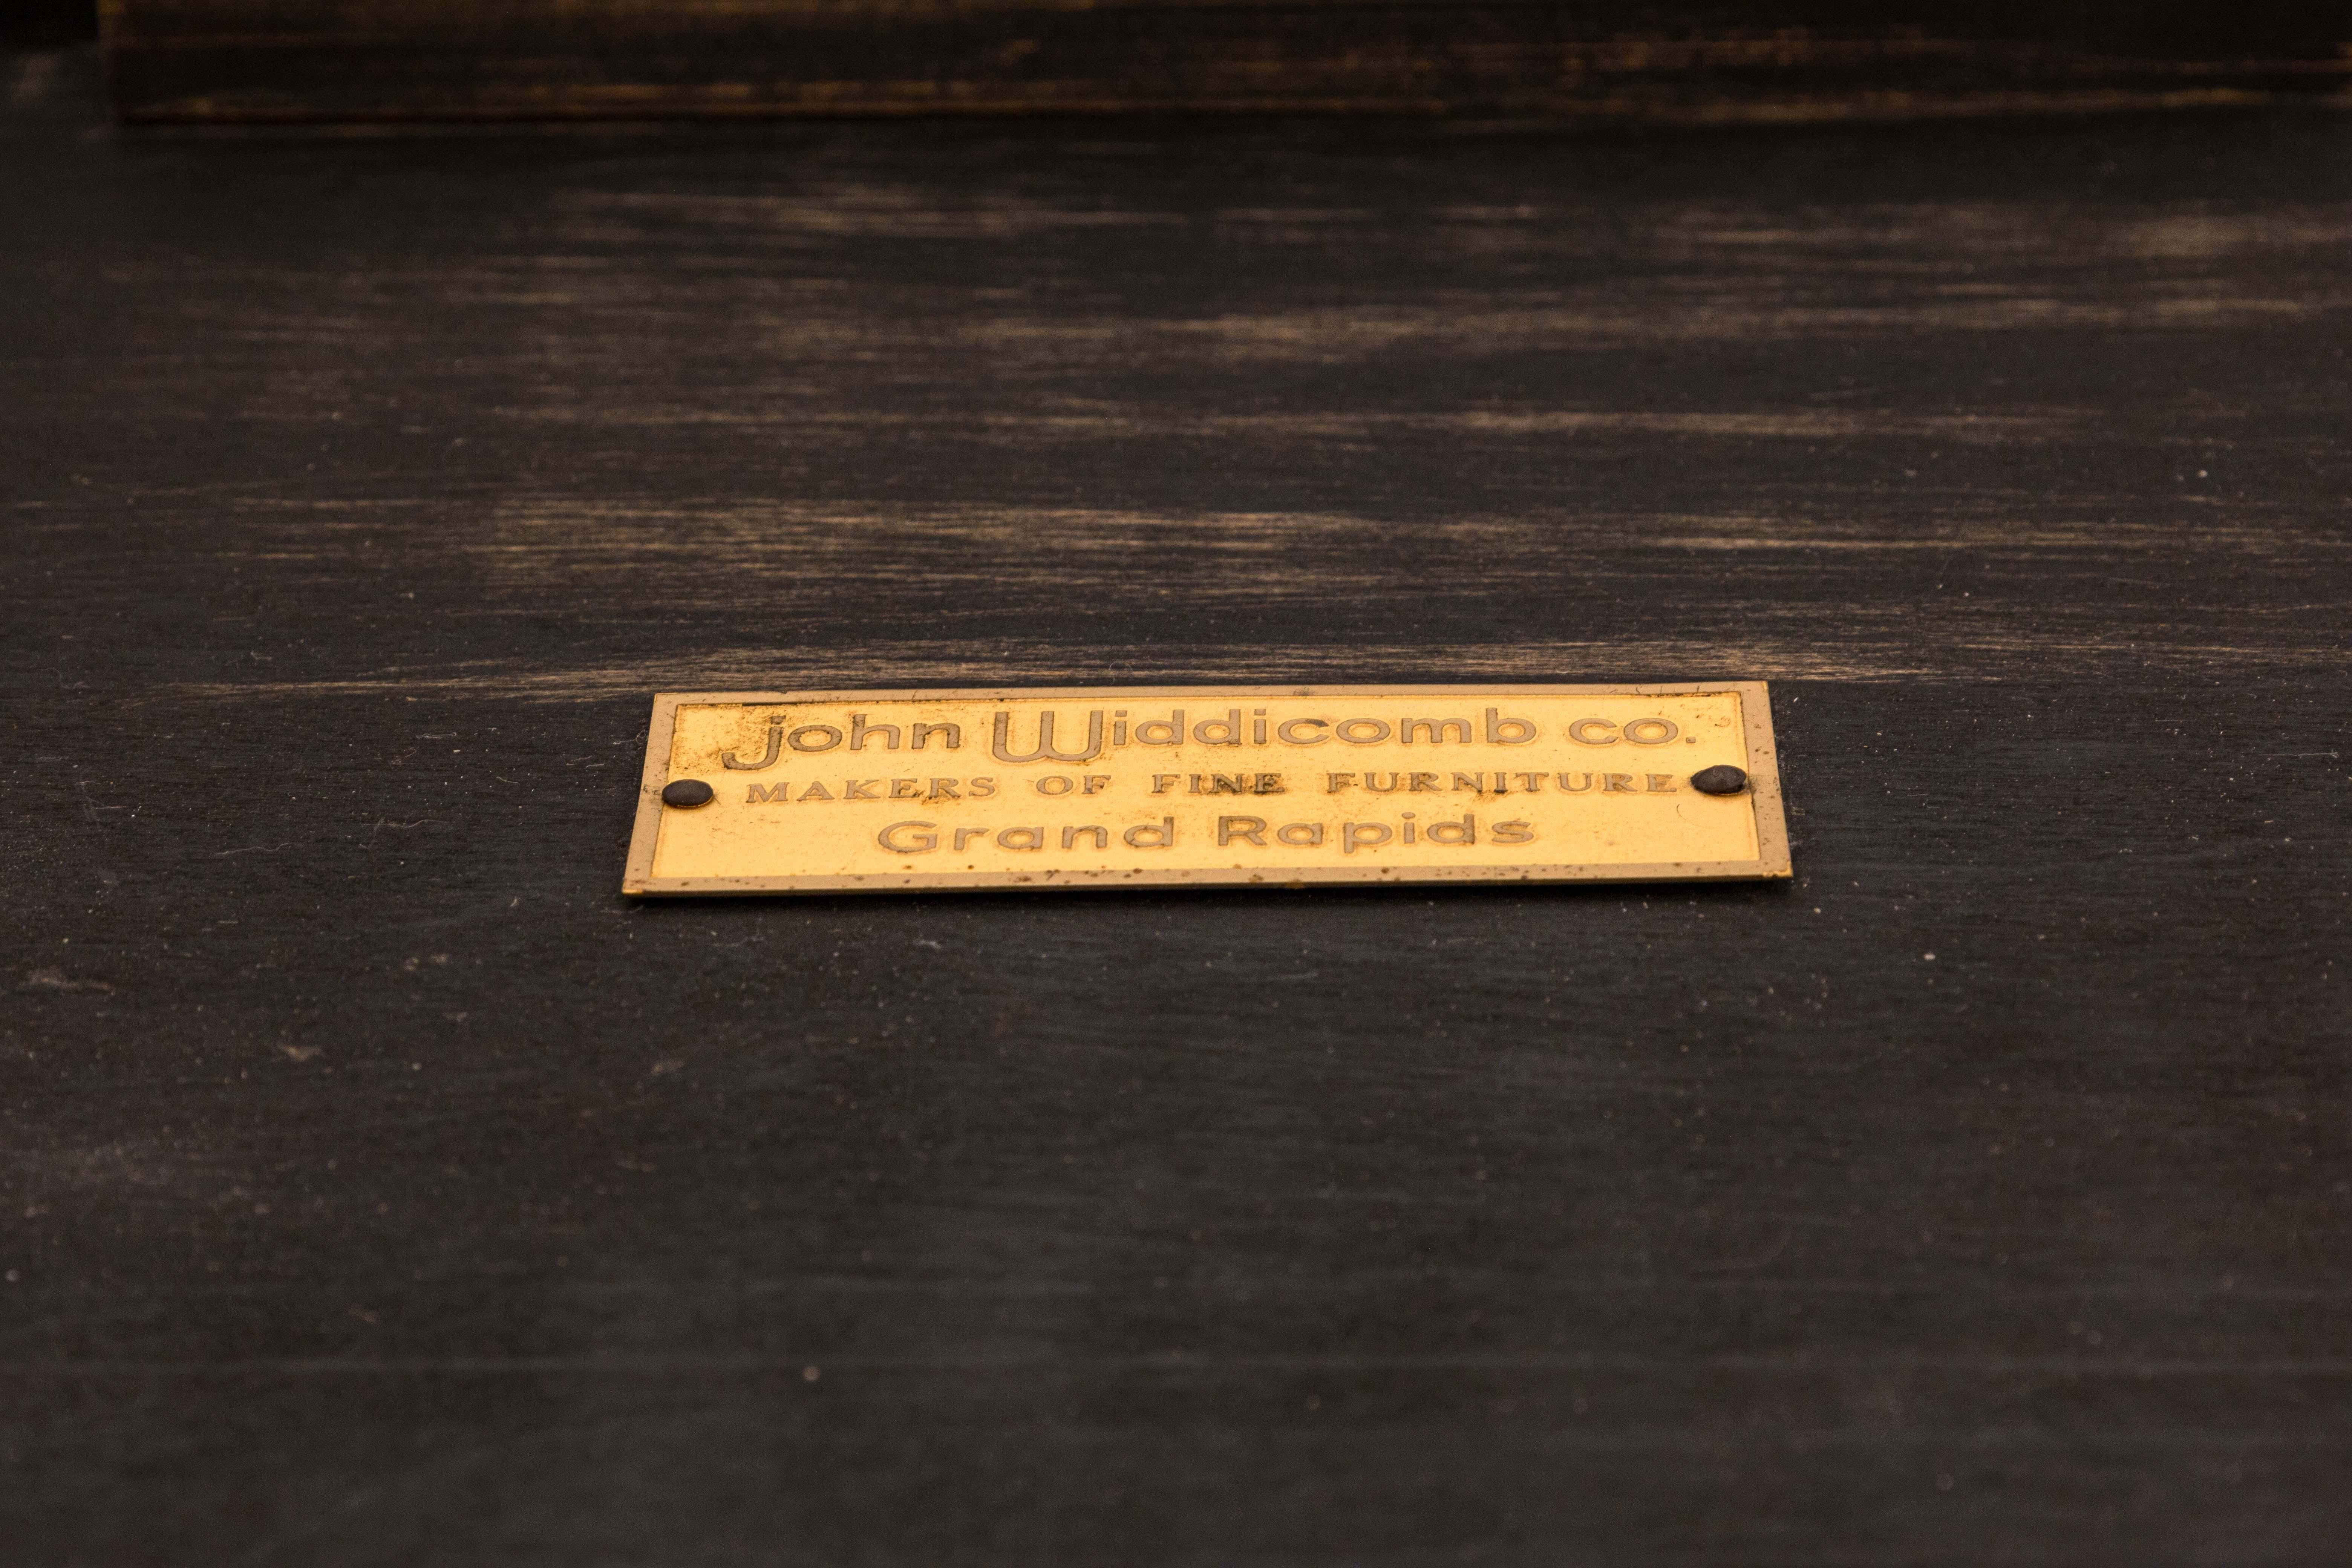 john Widdicomb co.
MAKERS OF FINE FURNITURE
Grand Rapids